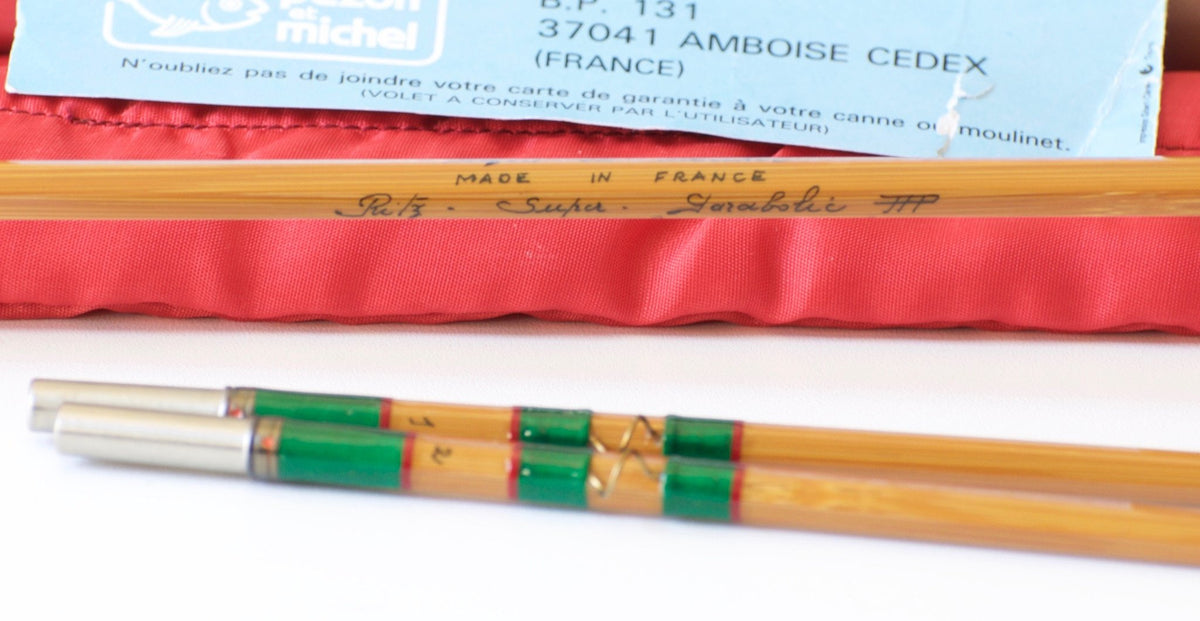 pezon
et
michel
B.P. 131
37041 AMBOISE CEDEX
(FRANCE)
N'oubliez pas de joindre votre carte de garantie à votre canne ou moulinet.
(VOLET A CONSERVER PAR L'UTILISATEUR)
MADE IN FRANCE
Ritz. Super. Parabolic PPP
1
2